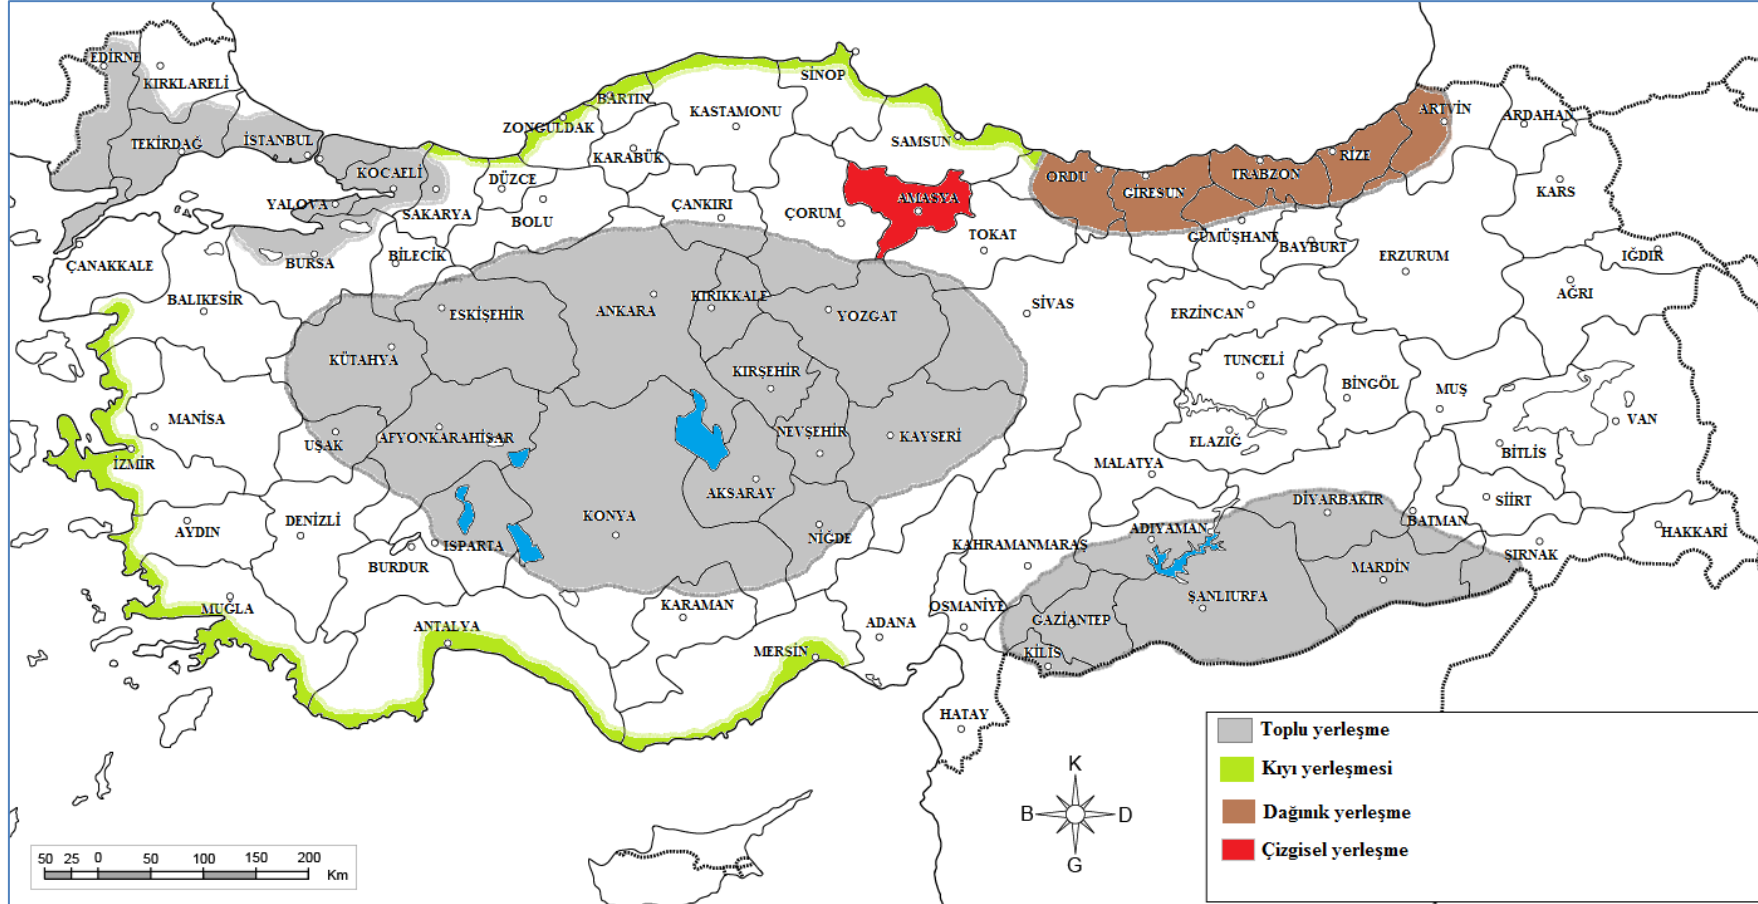 EDİRNE
KIRKLARELİ
TEKİRDAĞ
İSTANBUL
KOCAELİ
YALOVA
SAKARYA
DÜZCE
BOLU
ZONGULDAK
BARTIN
KARABÜK
KASTAMONU
SİNOP
SAMSUN
ÇANKIRI
ÇORUM
AMASYA
TOKAT
ORDU
GİRESUN
TRABZON
RİZE
ARTVİN
ARDAHAN
KARS
GÜMÜŞHANE
BAYBURT
ERZURUM
IĞDIR
AĞRI
ÇANAKKALE
BALIKESİR
BURSA
BİLECİK
ESKİŞEHİR
ANKARA
KIRIKKALE
YOZGAT
SİVAS
ERZİNCAN
TUNCELİ
BİNGÖL
MUŞ
VAN
KÜTAHYA
KIRŞEHİR
MANİSA
UŞAK
AFYONKARAHİSAR
NEVŞEHİR
KAYSERİ
ELAZIĞ
BİTLİS
İZMİR
MALATYA
AKSARAY
DİYARBAKIR
SİİRT
AYDIN
DENİZLİ
ISPARTA
KONYA
NİĞDE
KAHRAMANMARAŞ
ADIYAMAN
BATMAN
ŞIRNAK
HAKKARİ
BURDUR
MARDİN
MUĞLA
ANTALYA
KARAMAN
MERSİN
ADANA
OSMANİYE
GAZİANTEP
ŞANLIURFA
KİLİS
HATAY
K
B
D
G
Toplu yerleşme
Kıyı yerleşmesi
Dağınık yerleşme
Çizgisel yerleşme
50 25 0 50 100 150 200
Km